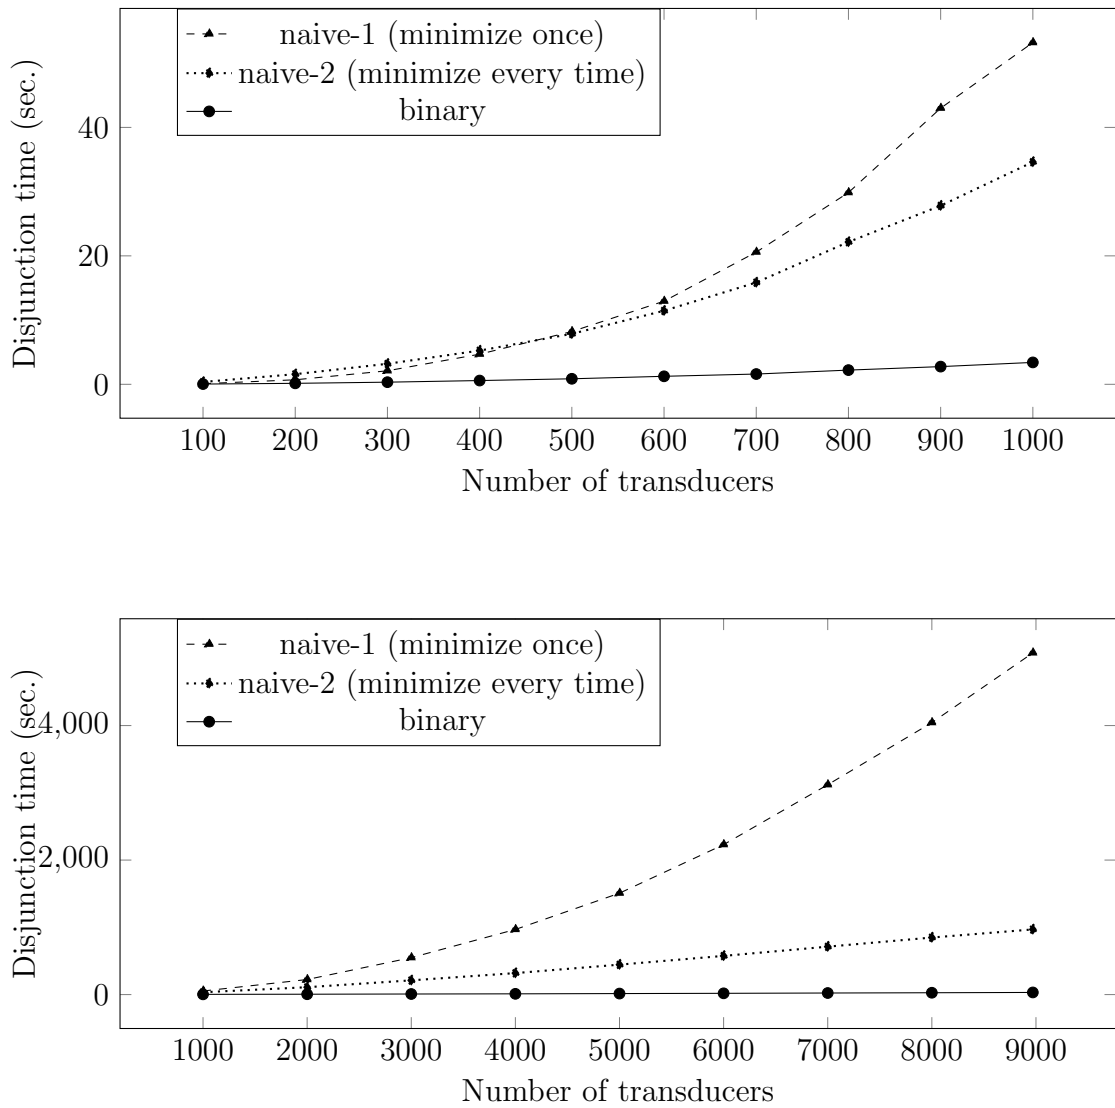 naive-1 (minimize once)
naive-2 (minimize every time)
binary
Disjunction time (sec.)
40
20
0
100 200 300 400 500 600 700 800 900 1000
Number of transducers
naive-1 (minimize once)
naive-2 (minimize every time)
binary
Disjunction time (sec.)
4,000
2,000
0
1000 2000 3000 4000 5000 6000 7000 8000 9000
Number of transducers